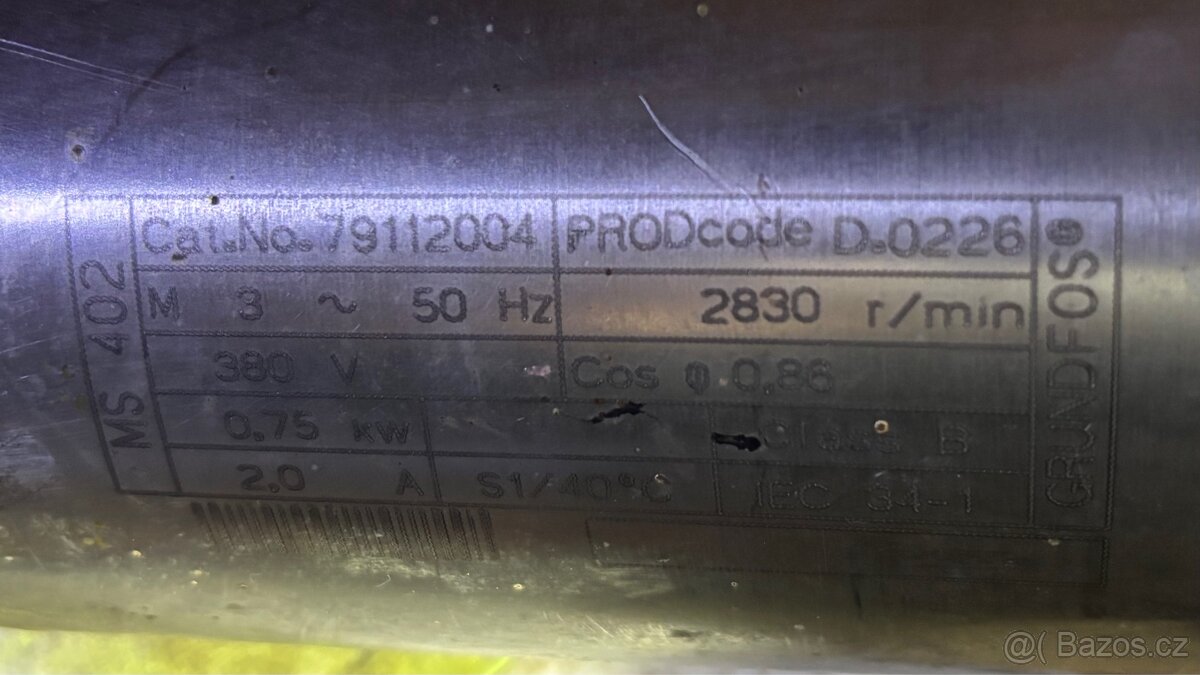 MS 402
Cat.No. 79112004 PRODcode D.0226
M 3 ~ 50 Hz 2830 r/min
380 V Cos φ 0,86
0.75 kW Class B
2.0 A S1/40°C IEC 34-1
GRUNDFOS®
@( Bazos.cz